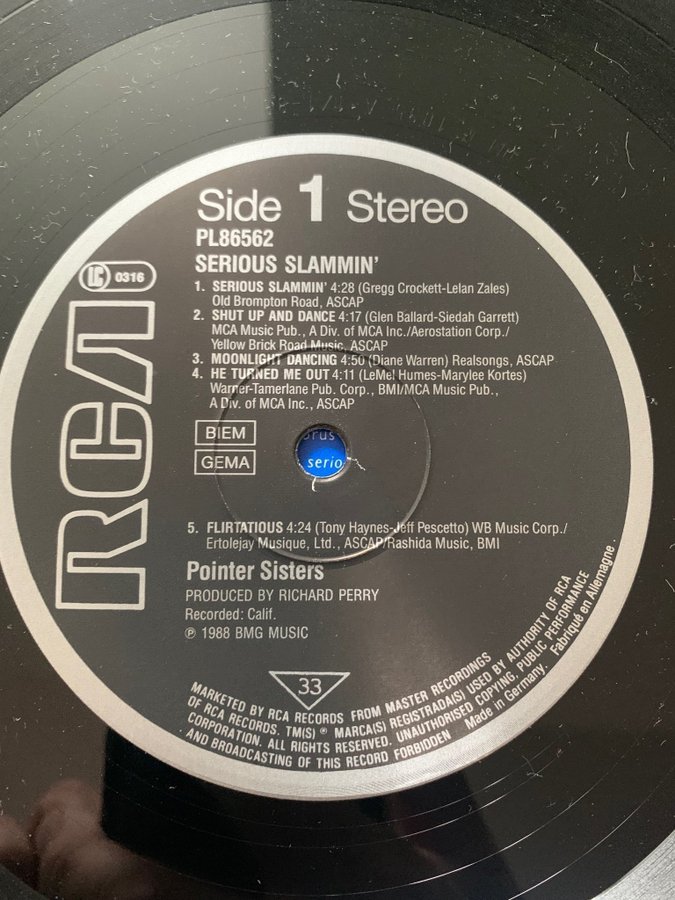 Side 1 Stereo
PL86562
SERIOUS SLAMMIN'
LC 0316
RCA
1. SERIOUS SLAMMIN' 4:28 (Gregg Crockett-Lelan Zales)
Old Brompton Road, ASCAP
2. SHUT UP AND DANCE 4:17 (Glen Ballard-Siedah Garrett)
MCA Music Pub., A Div. of MCA Inc./Aerostation Corp./
Yellow Brick Road Music, ASCAP
3. MOONLIGHT DANCING 4:50 (Diane Warren) Realsongs, ASCAP
4. HE TURNED ME OUT 4:11 (LeMel Humes-Marylee Kortes)
Warner-Tamerlane Pub. Corp., BMI/MCA Music Pub.,
A Div. of MCA Inc., ASCAP
BIEM
GEMA
serio
5. FLIRTATIOUS 4:24 (Tony Haynes-Jeff Pescetto) WB Music Corp./
Ertolejay Musique, Ltd., ASCAP/Rashida Music, BMI
Pointer Sisters
PRODUCED BY RICHARD PERRY
Recorded: Calif.
℗ 1988 BMG MUSIC
33
MARKETED BY RCA RECORDS FROM MASTER RECORDINGS
OF RCA RECORDS. TM(S) ® MARCA(S) REGISTRADA(S) USED BY AUTHORITY OF RCA
CORPORATION. ALL RIGHTS RESERVED. UNAUTHORISED COPYING, PUBLIC PERFORMANCE
AND BROADCASTING OF THIS RECORD FORBIDDEN Made in Germany. Fabriqué en Allemagne.